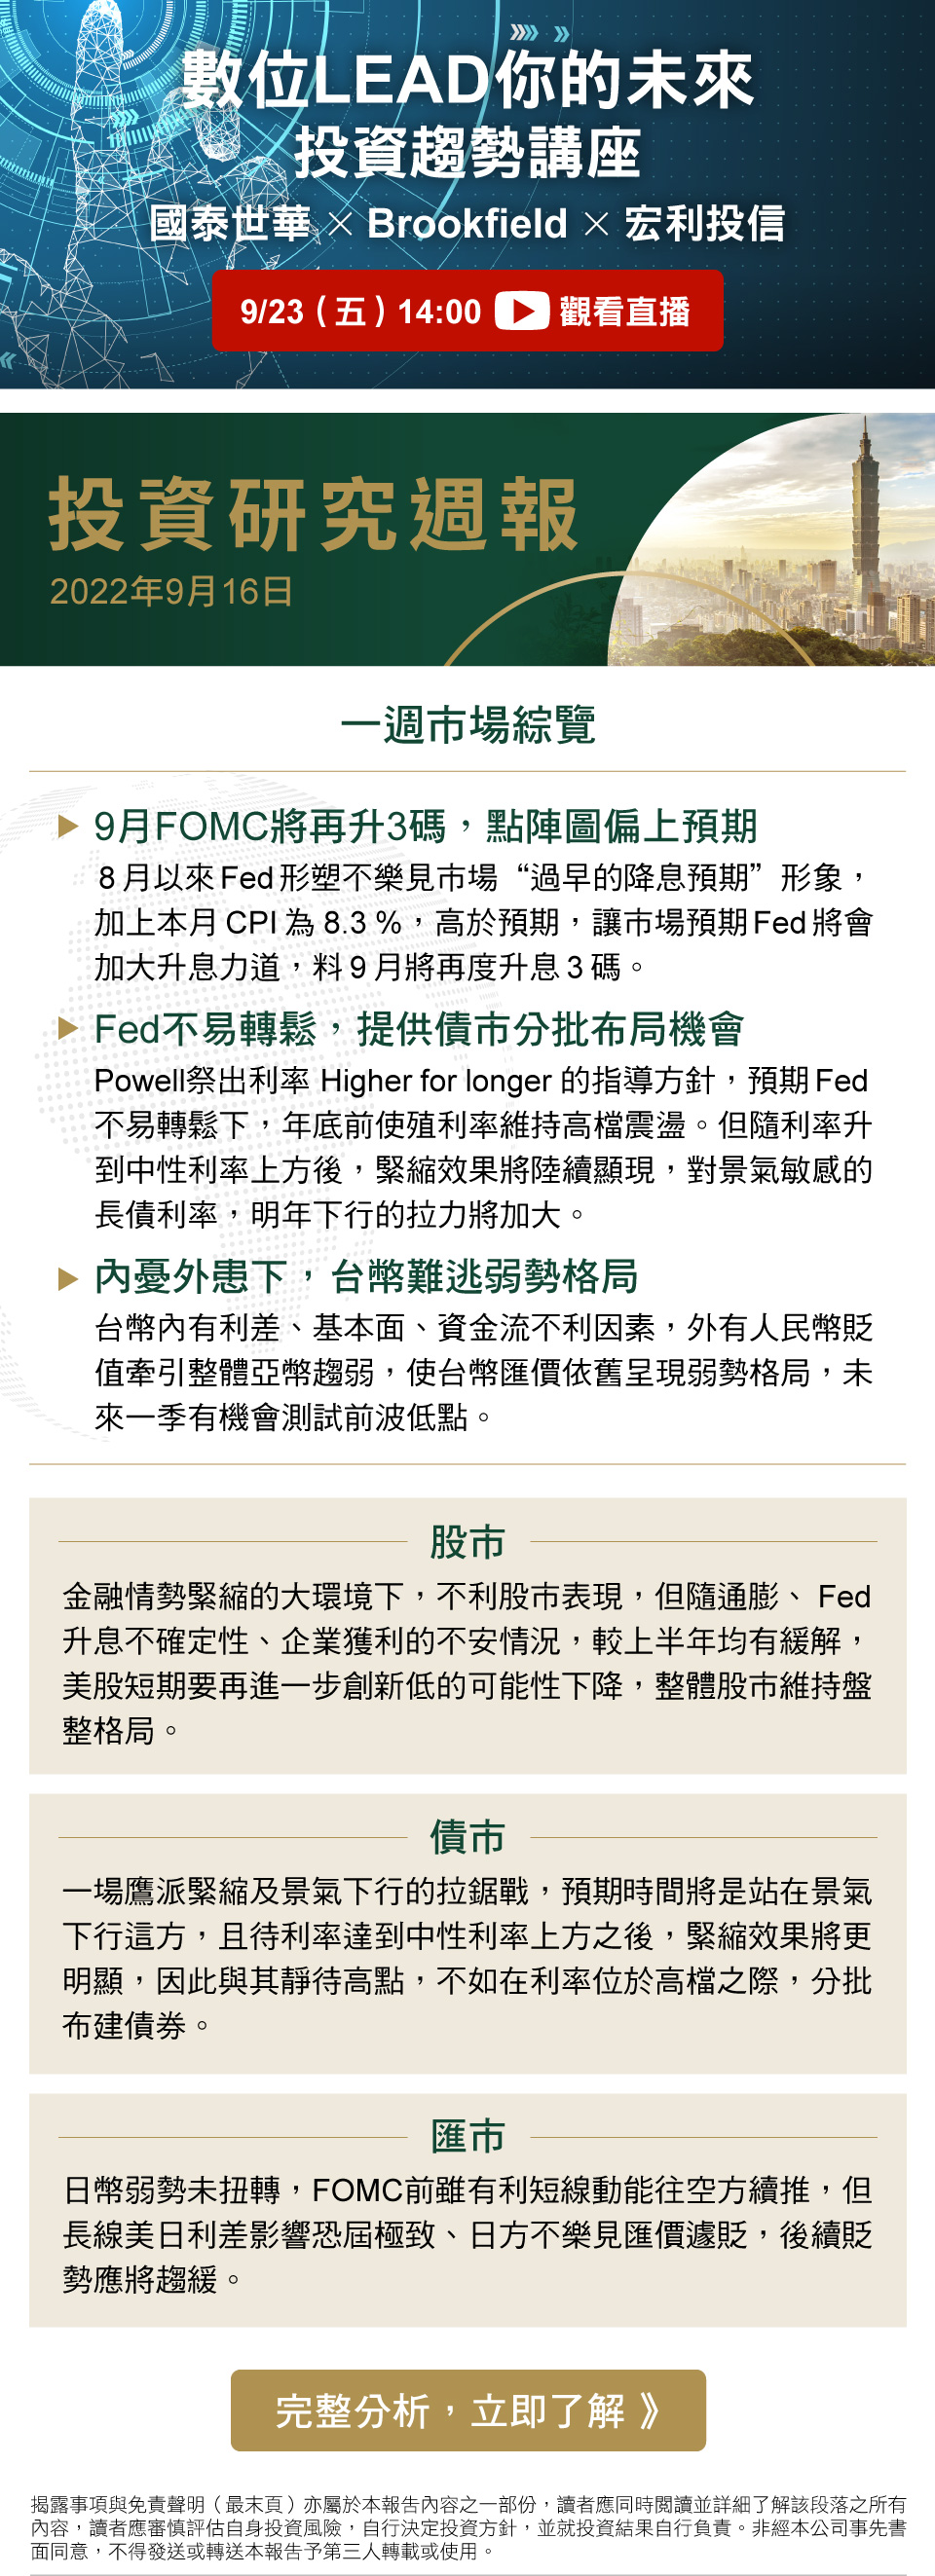 數位LEAD你的未來
投資趨勢講座
國泰世華 × Brookfield × 宏利投信
9/23（五）14:00 觀看直播
投資研究週報
2022年9月16日
一週市場綜覽
9月FOMC將再升3碼，點陣圖偏上預期
8月以來Fed形塑不樂見市場“過早的降息預期”形象，
加上本月CPI為8.3％，高於預期，讓市場預期Fed將會
加大升息力道，料9月將再度升息3碼。
Fed不易轉鬆，提供債市分批布局機會
Powell祭出利率 Higher for longer 的指導方針，預期Fed
不易轉鬆下，年底前使殖利率維持高檔震盪。但隨利率升
到中性利率上方後，緊縮效果將陸續顯現，對景氣敏感的
長債利率，明年下行的拉力將加大。
內憂外患下，台幣難逃弱勢格局
台幣內有利差、基本面、資金流不利因素，外有人民幣貶
值牽引整體亞幣趨弱，使台幣匯價依舊呈現弱勢格局，未
來一季有機會測試前波低點。
股市
金融情勢緊縮的大環境下，不利股市表現，但隨通膨、 Fed
升息不確定性、企業獲利的不安情況，較上半年均有緩解，
美股短期要再進一步創新低的可能性下降，整體股市維持盤
整格局。
債市
一場鷹派緊縮及景氣下行的拉鋸戰，預期時間將是站在景氣
下行這方，且待利率達到中性利率上方之後，緊縮效果將更
明顯，因此與其靜待高點，不如在利率位於高檔之際，分批
布建債券。
匯市
日幣弱勢未扭轉，FOMC前雖有利短線動能往空方續推，但
長線美日利差影響恐屆極致、日方不樂見匯價遽貶，後續貶
勢應將趨緩。
完整分析，立即了解 》
揭露事項與免責聲明（最末頁）亦屬於本報告內容之一部份，讀者應同時閱讀並詳細了解該段落之所有
內容，讀者應審慎評估自身投資風險，自行決定投資方針，並就投資結果自行負責。非經本公司事先書
面同意，不得發送或轉送本報告予第三人轉載或使用。